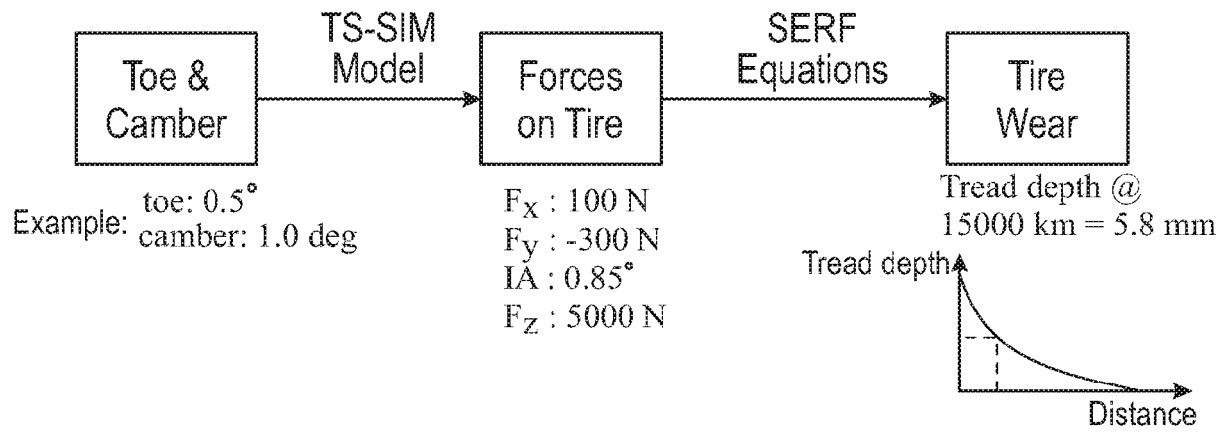 Toe &
Camber
TS-SIM
Model
Forces
on Tire
SERF
Equations
Tire
Wear
Example:
toe: 0.5°
camber: 1.0 deg
FX : 100 N
Fy : -300 N
IA : 0.85°
FZ : 5000 N
Tread depth @
15000 km = 5.8 mm
Tread depth
Distance